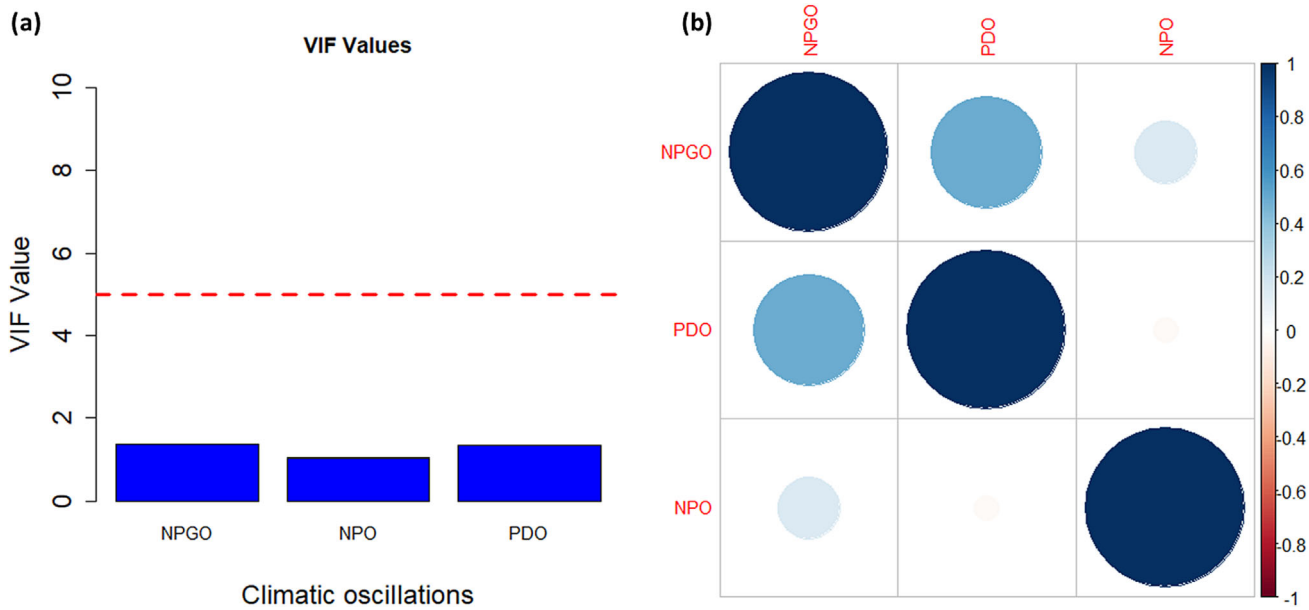 (a)
VIF Values
VIF Value
10
8
6
4
2
0
NPGO NPO PDO
Climatic oscillations
(b)
NPGO PDO NPO
NPGO
PDO
NPO
1
0.8
0.6
0.4
0.2
0
-0.2
-0.4
-0.6
-0.8
-1